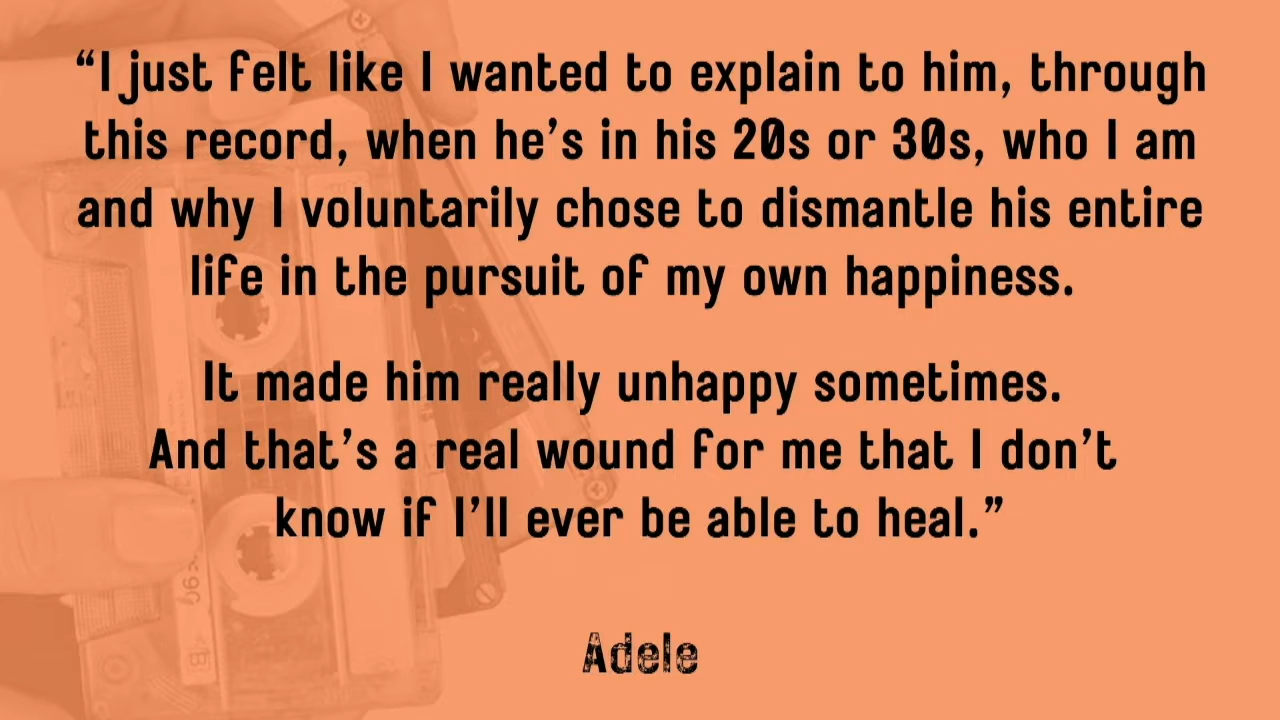 “I just felt like I wanted to explain to him, through
this record, when he’s in his 20s or 30s, who I am
and why I voluntarily chose to dismantle his entire
life in the pursuit of my own happiness.
It made him really unhappy sometimes.
And that’s a real wound for me that I don’t
know if I’ll ever be able to heal.”
Adele